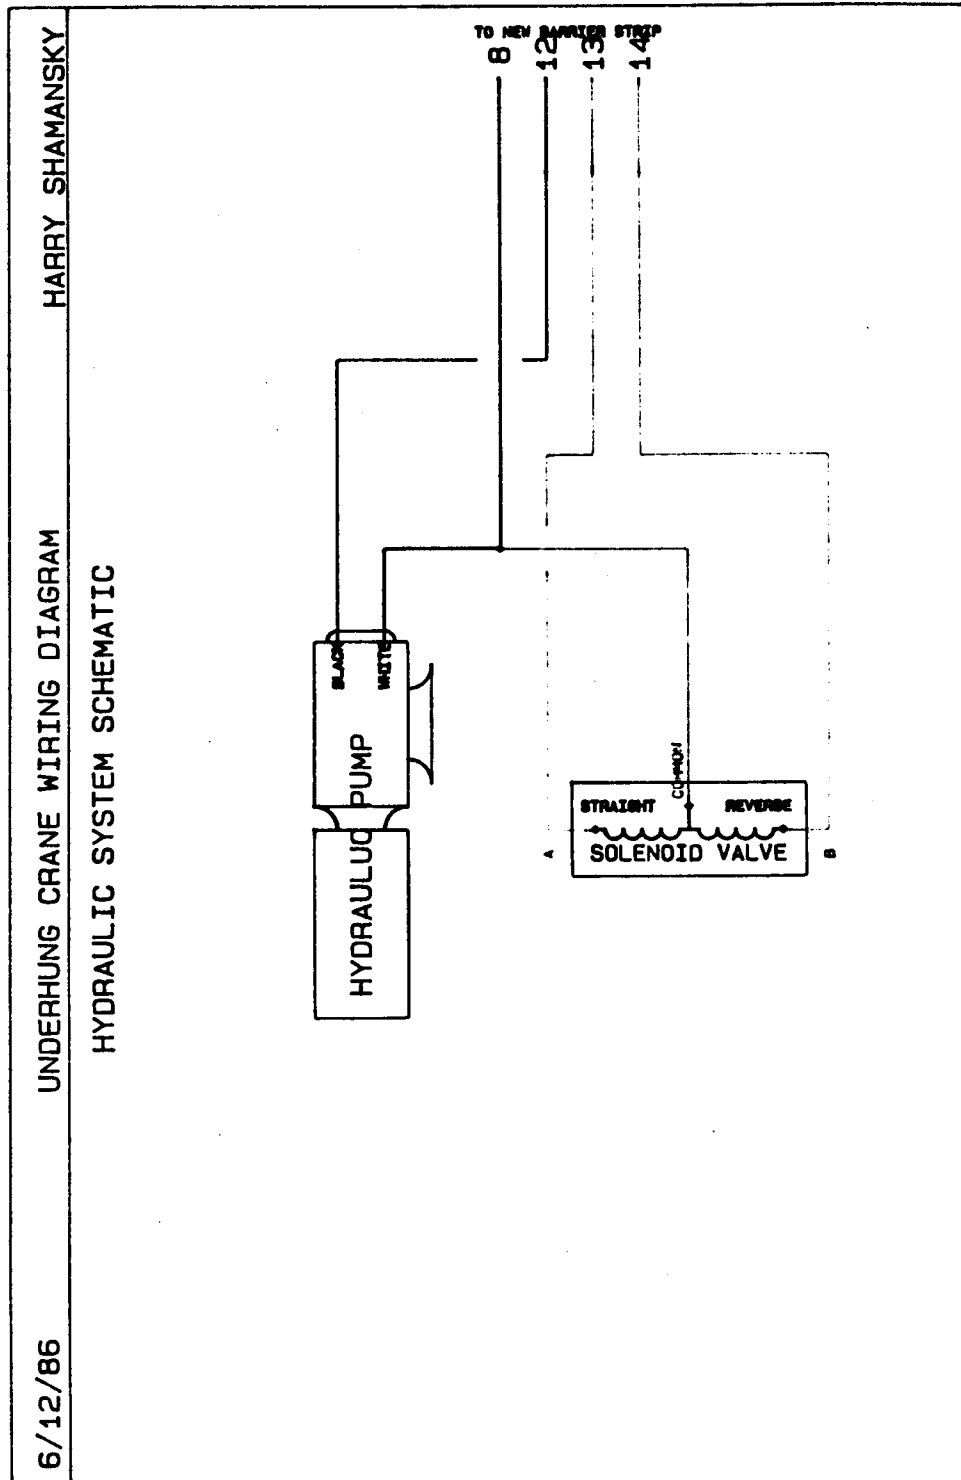 6/12/86
UNDERHUNG CRANE WIRING DIAGRAM
HARRY SHAMANSKY
HYDRAULIC SYSTEM SCHEMATIC
TO NEW BARRIER STRIP
8
12
13
14
BLACK
WHITE
HYDRAULUC PUMP
COMMON
STRAIGHT
REVERSE
A
SOLENOID VALVE
B